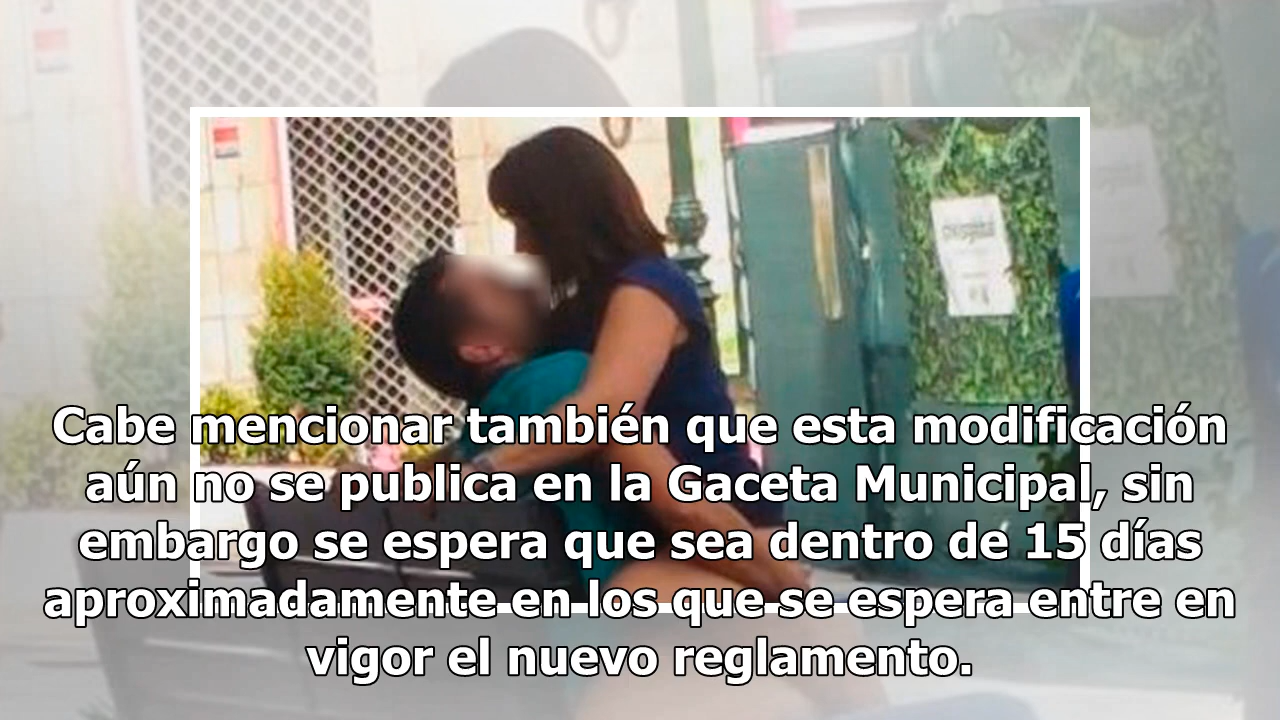 Cabe mencionar también que esta modificación
aún no se publica en la Gaceta Municipal, sin
embargo se espera que sea dentro de 15 días
aproximadamente en los que se espera entre en
vigor el nuevo reglamento.